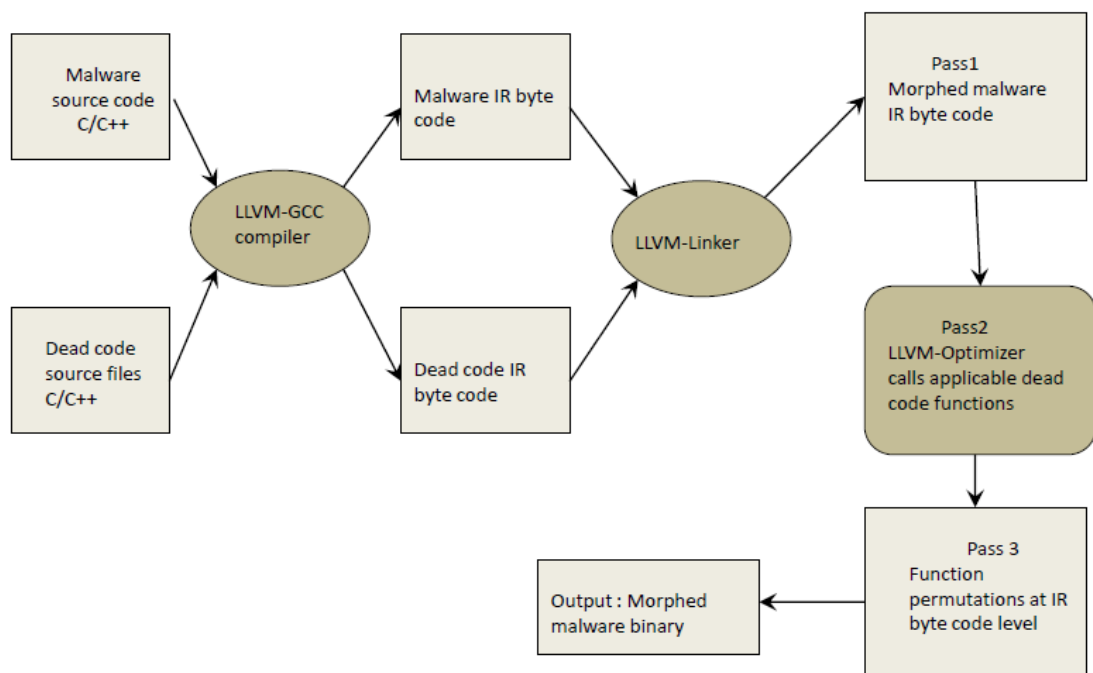 Malware
source code
C/C++
Malware IR byte
code
Pass1
Morphed malware
IR byte code
LLVM-GCC
compiler
LLVM-Linker
Dead code
source files
C/C++
Dead code IR
byte code
Pass2
LLVM-Optimizer
calls applicable dead
code functions
Pass 3
Function
permutations at IR
byte code level
Output : Morphed
malware binary